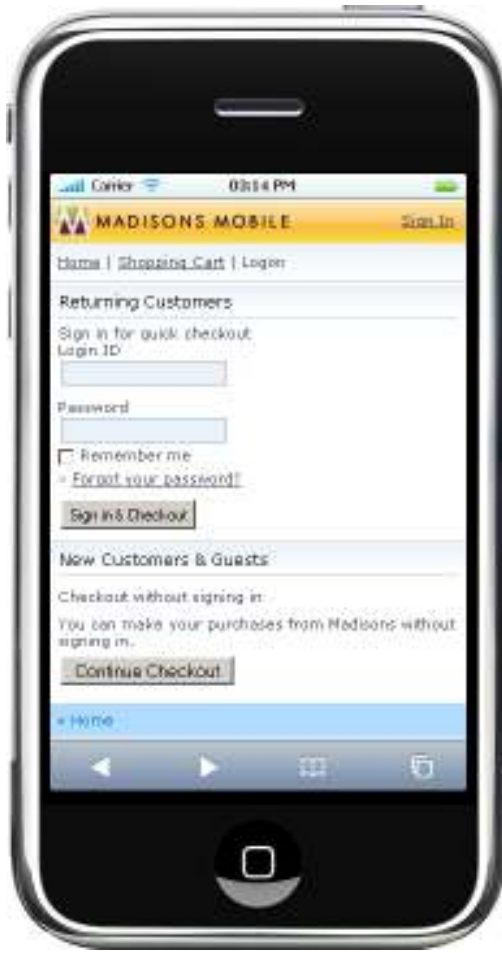 Carrier 03:14 PM
MADISONS MOBILE Sign In
Home | Shopping Cart | Logon
Returning Customers
Sign in for quick checkout
Login ID
Password
Remember me
Forgot your password?
Sign in & Checkout
New Customers & Guests
Checkout without signing in
You can make your purchases from Madisons without
signing in.
Continue Checkout
« Home